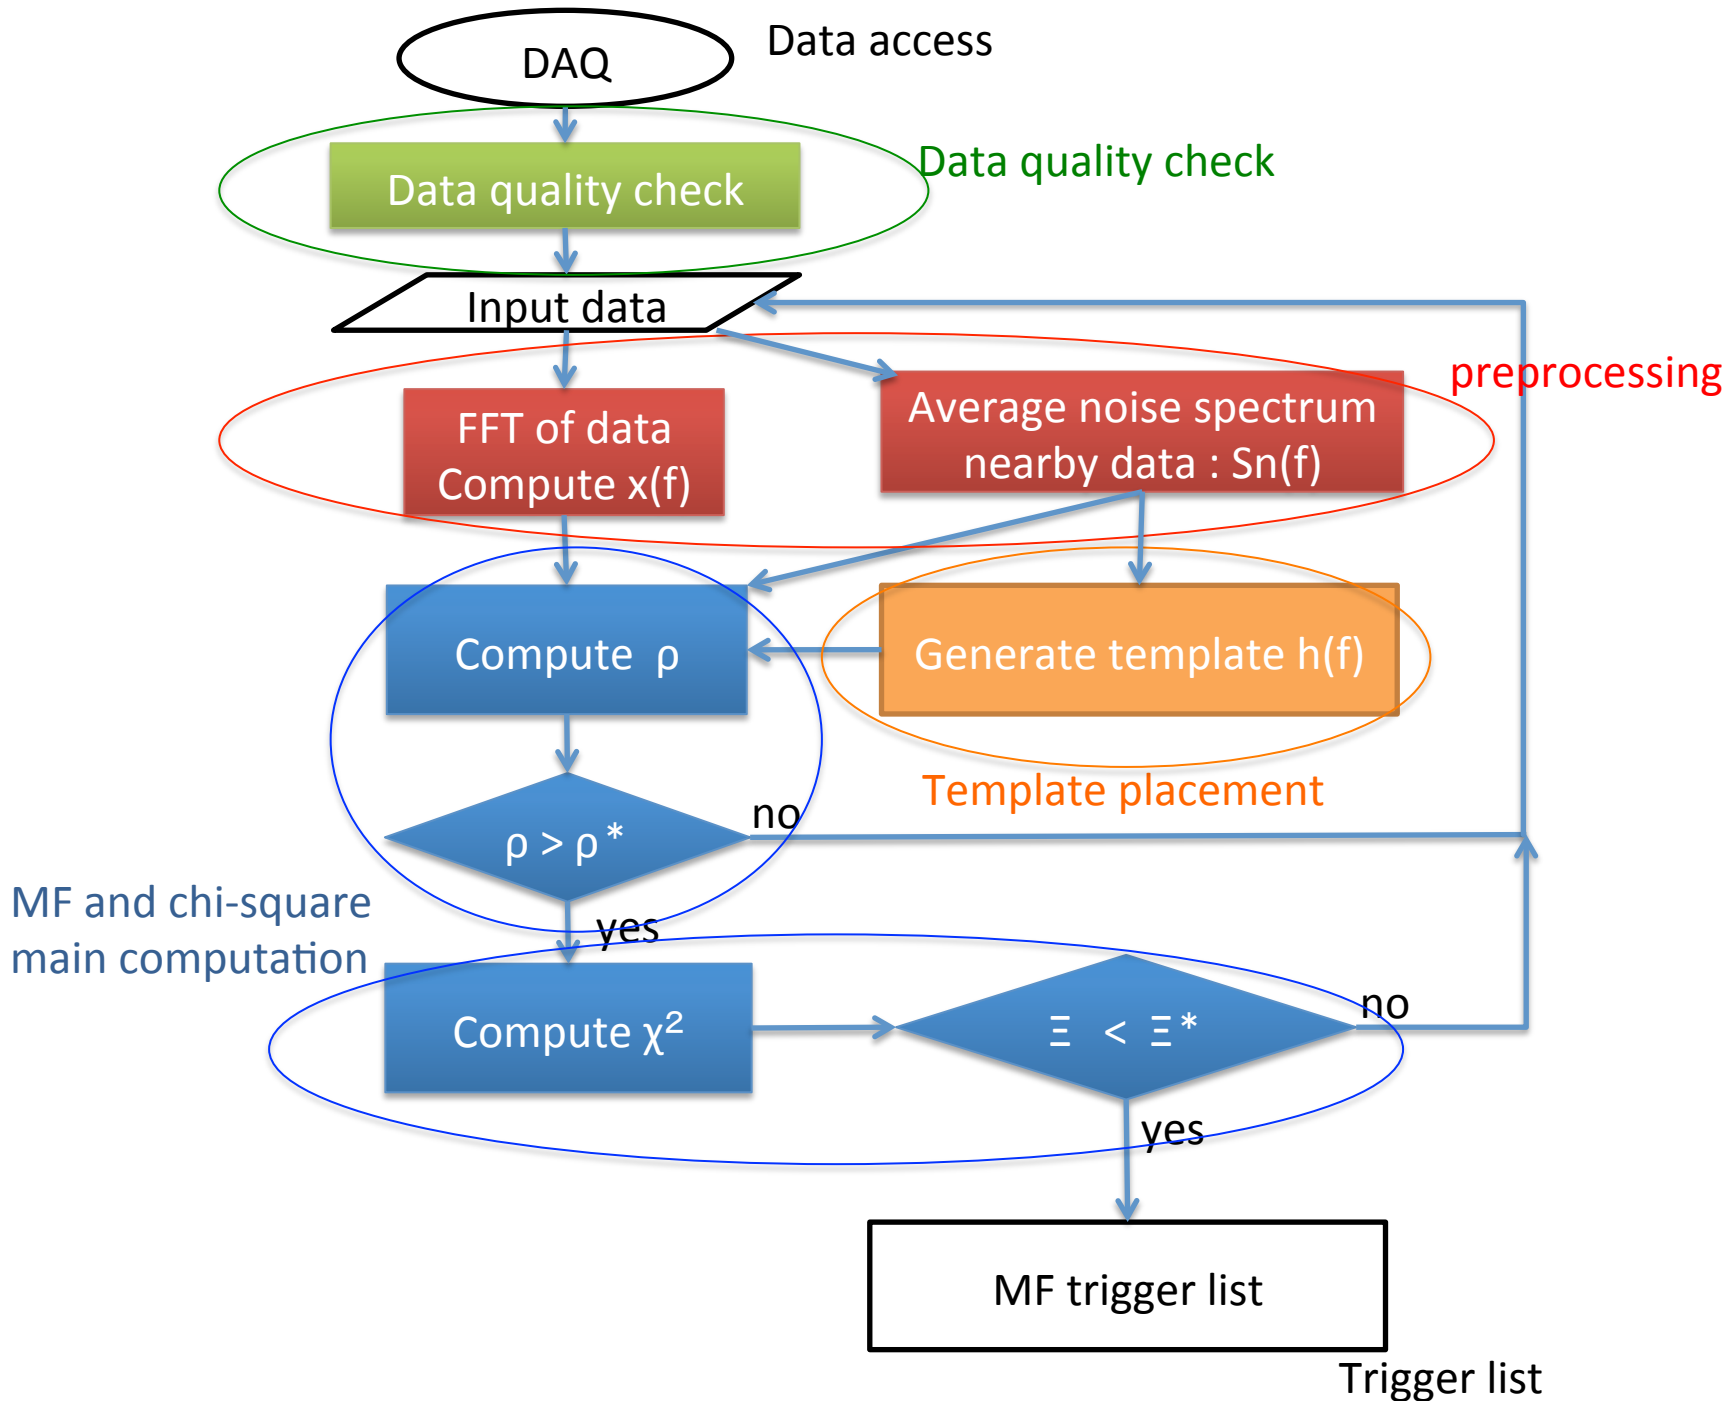 DAQ
Data access
Data quality check
Data quality check
Input data
preprocessing
FFT of data
Compute x(f)
Average noise spectrum
nearby data : Sn(f)
Compute ρ
Generate template h(f)
Template placement
ρ > ρ*
no
yes
MF and chi-square
main computation
Compute χ²
Ξ < Ξ*
no
yes
MF trigger list
Trigger list